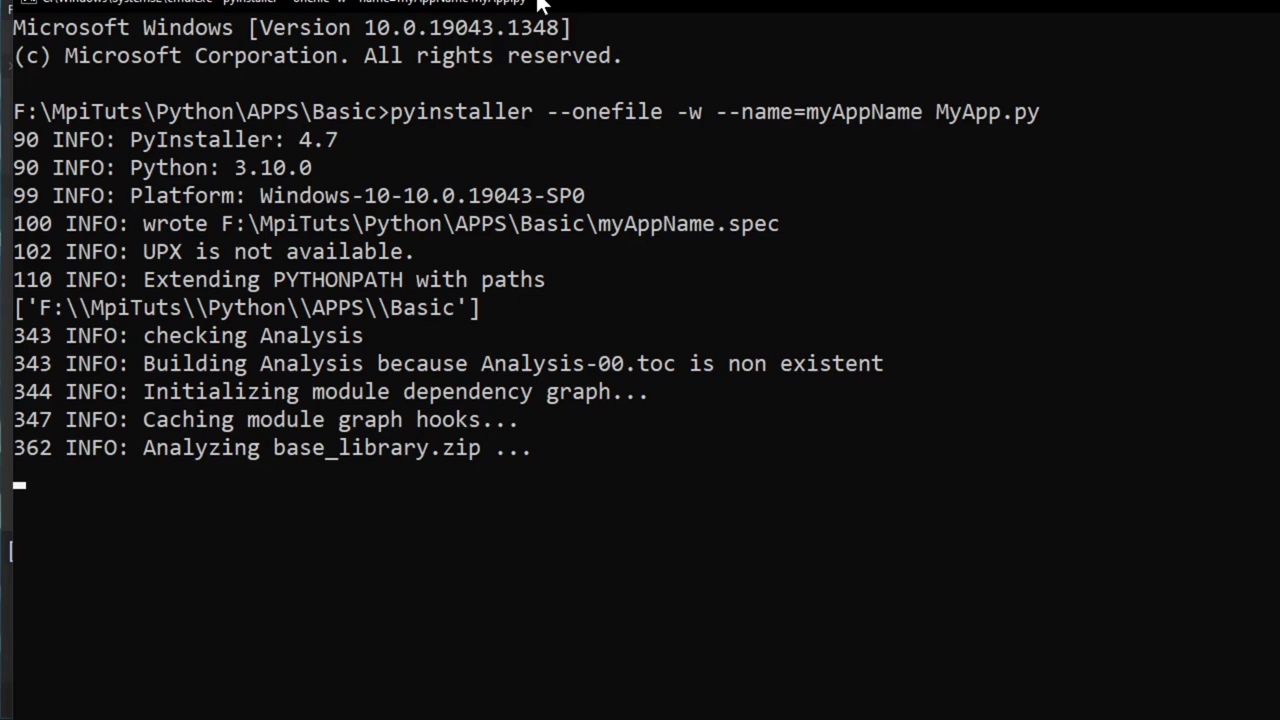 Microsoft Windows [Version 10.0.19043.1348]
(c) Microsoft Corporation. All rights reserved.
F:\MpiTuts\Python\APPS\Basic>pyinstaller --onefile -w --name=myAppName MyApp.py
90 INFO: PyInstaller: 4.7
90 INFO: Python: 3.10.0
99 INFO: Platform: Windows-10-10.0.19043-SP0
100 INFO: wrote F:\MpiTuts\Python\APPS\Basic\myAppName.spec
102 INFO: UPX is not available.
110 INFO: Extending PYTHONPATH with paths
['F:\\MpiTuts\\Python\\APPS\\Basic']
343 INFO: checking Analysis
343 INFO: Building Analysis because Analysis-00.toc is non existent
344 INFO: Initializing module dependency graph...
347 INFO: Caching module graph hooks...
362 INFO: Analyzing base_library.zip ...